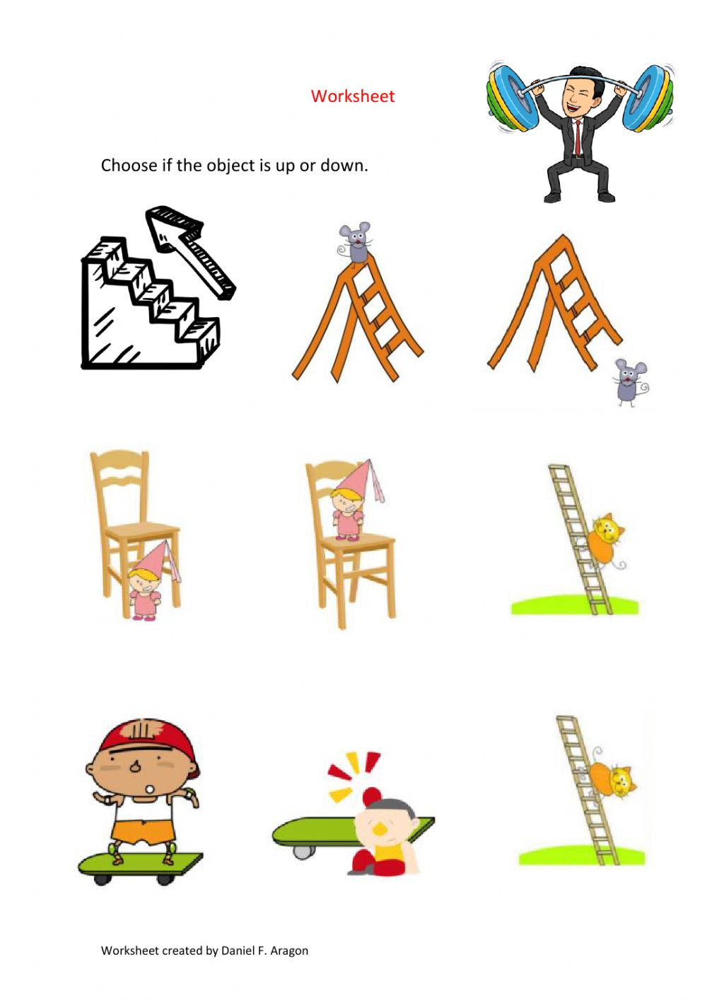 Worksheet
Choose if the object is up or down.
Worksheet created by Daniel F. Aragon